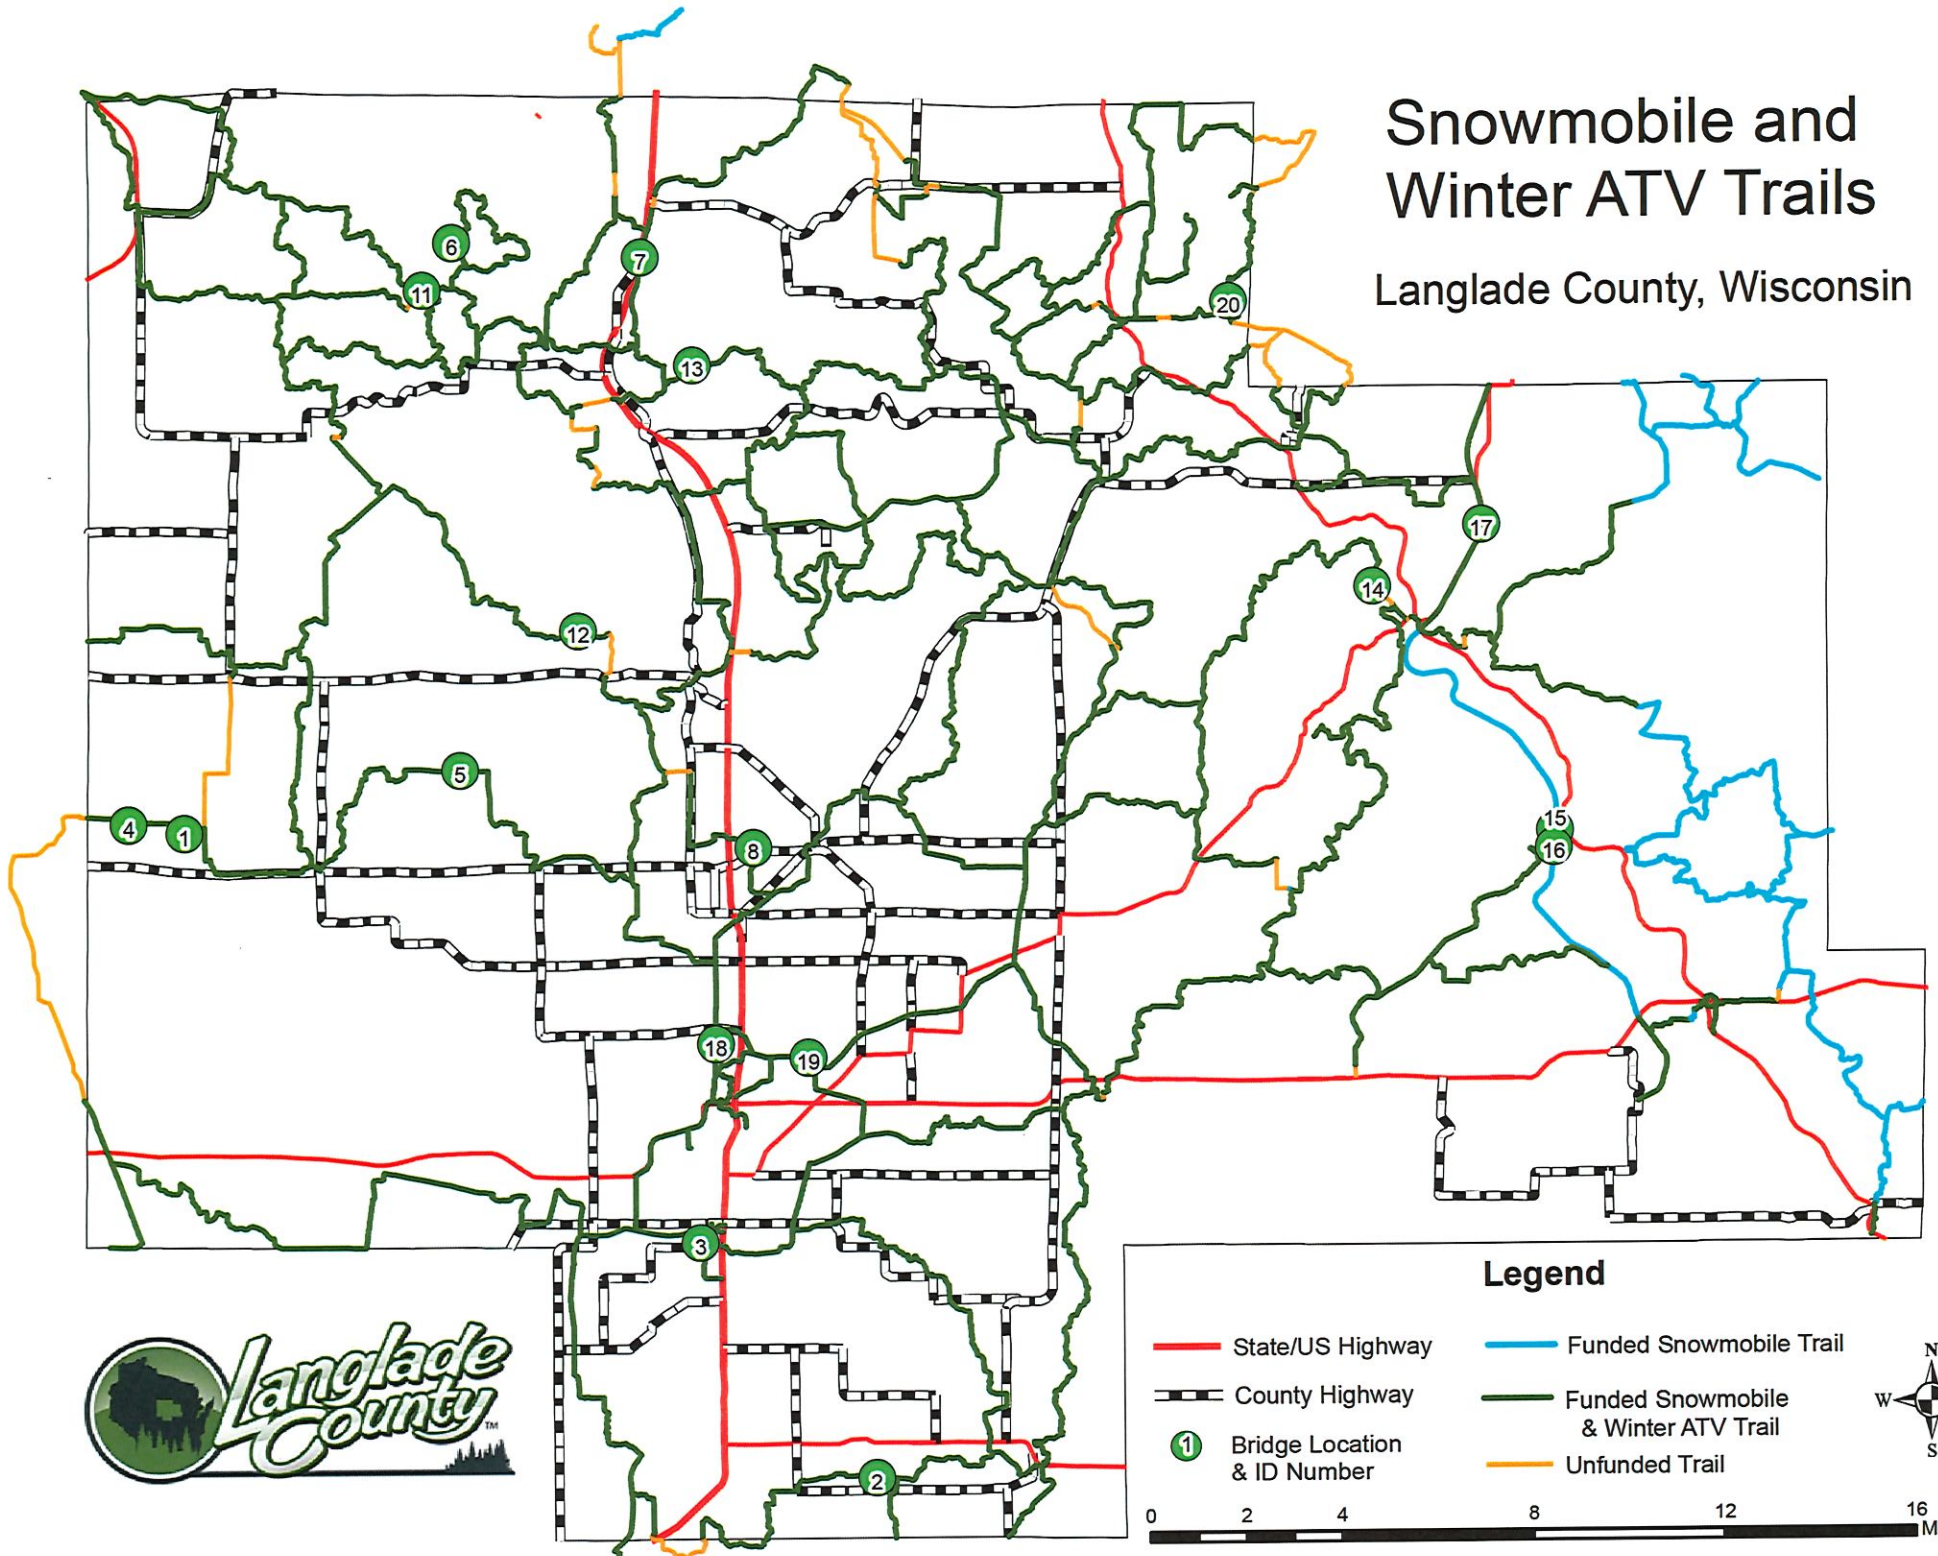 Snowmobile and
Winter ATV Trails
Langlade County, Wisconsin
6
7
11
20
13
17
14
12
5
4
1
15
8
16
18
19
3
2
Langlade
County
TM
Legend
State/US Highway
Funded Snowmobile Trail
County Highway
Funded Snowmobile
& Winter ATV Trail
1
Bridge Location
& ID Number
Unfunded Trail
N
W
S
0 2 4 8 12 16
M